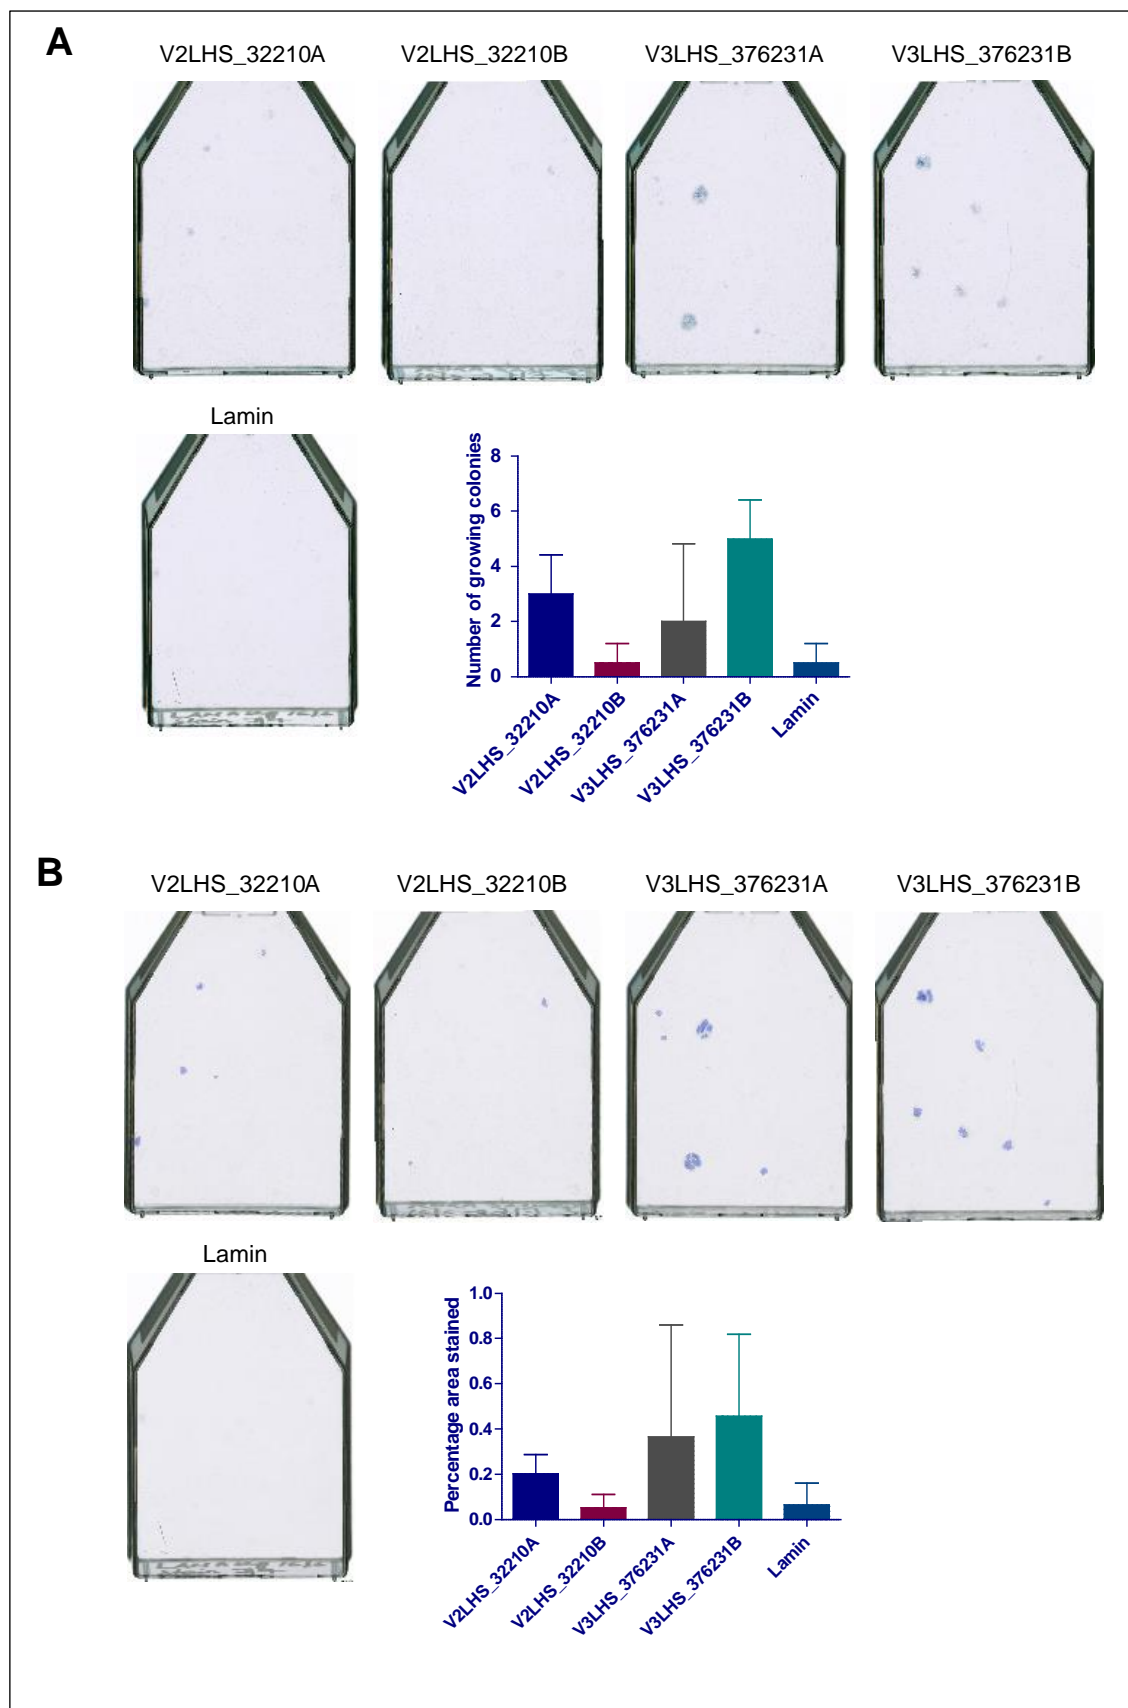 A
V2LHS_32210A
V2LHS_32210B
V3LHS_376231A
V3LHS_376231B
Lamin
Number of growing colonies
8
6
4
2
0
V2LHS_32210A
V2LHS_32210B
V3LHS_376231A
V3LHS_376231B
Lamin
B
V2LHS_32210A
V2LHS_32210B
V3LHS_376231A
V3LHS_376231B
Lamin
Percentage area stained
1.0
0.8
0.6
0.4
0.2
0.0
V2LHS_32210A
V2LHS_32210B
V3LHS_376231A
V3LHS_376231B
Lamin